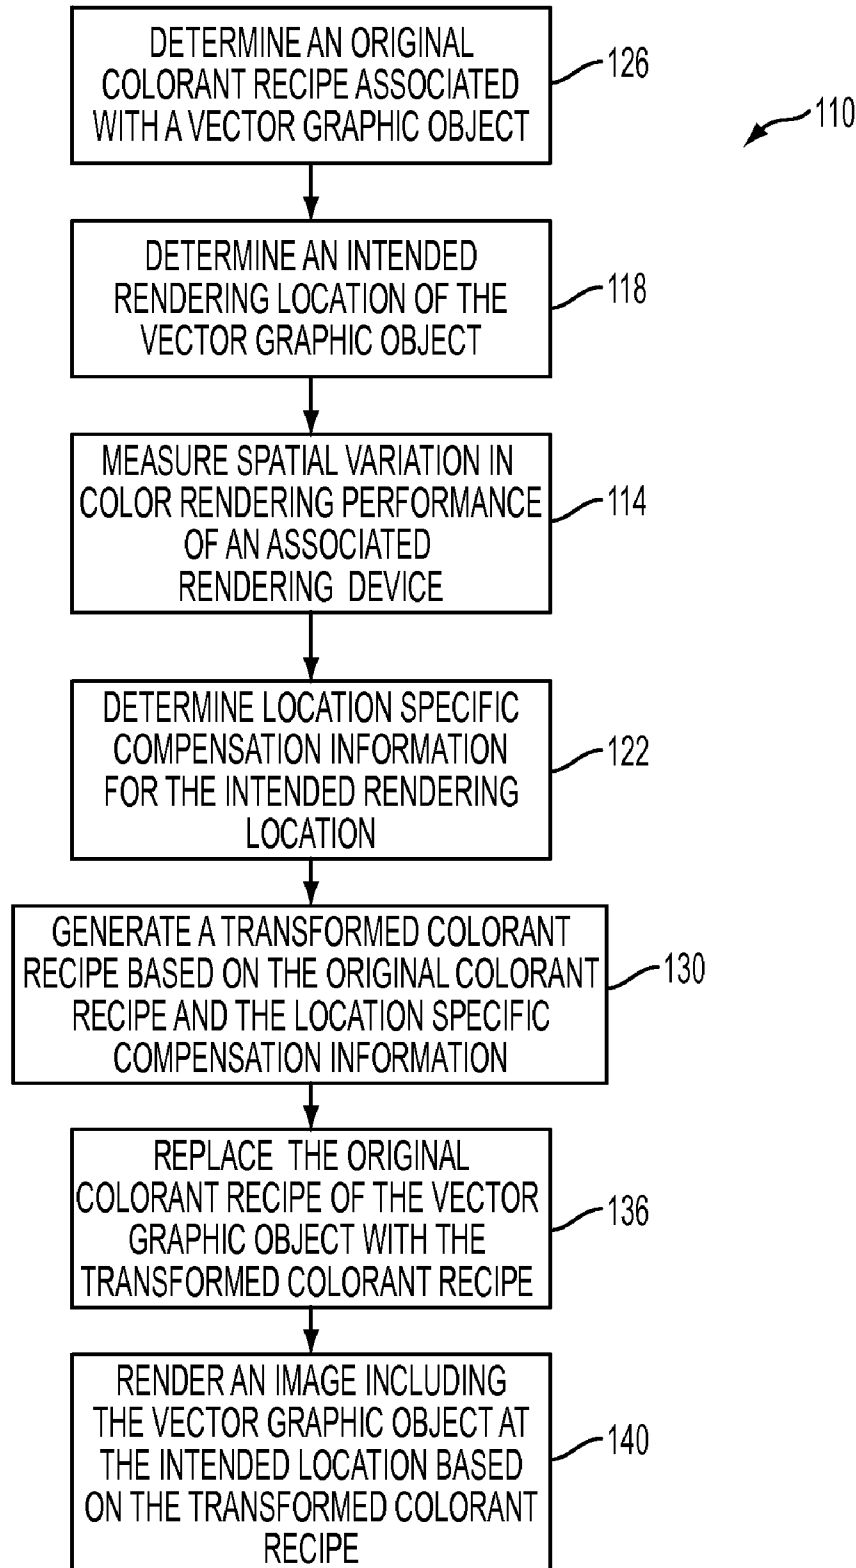 DETERMINE AN ORIGINAL
COLORANT RECIPE ASSOCIATED
WITH A VECTOR GRAPHIC OBJECT
126
110
DETERMINE AN INTENDED
RENDERING LOCATION OF THE
VECTOR GRAPHIC OBJECT
118
MEASURE SPATIAL VARIATION IN
COLOR RENDERING PERFORMANCE
OF AN ASSOCIATED
RENDERING DEVICE
114
DETERMINE LOCATION SPECIFIC
COMPENSATION INFORMATION
FOR THE INTENDED RENDERING
LOCATION
122
GENERATE A TRANSFORMED COLORANT
RECIPE BASED ON THE ORIGINAL COLORANT
RECIPE AND THE LOCATION SPECIFIC
COMPENSATION INFORMATION
130
REPLACE THE ORIGINAL
COLORANT RECIPE OF THE VECTOR
GRAPHIC OBJECT WITH THE
TRANSFORMED COLORANT RECIPE
136
RENDER AN IMAGE INCLUDING
THE VECTOR GRAPHIC OBJECT AT
THE INTENDED LOCATION BASED
ON THE TRANSFORMED COLORANT
RECIPE
140